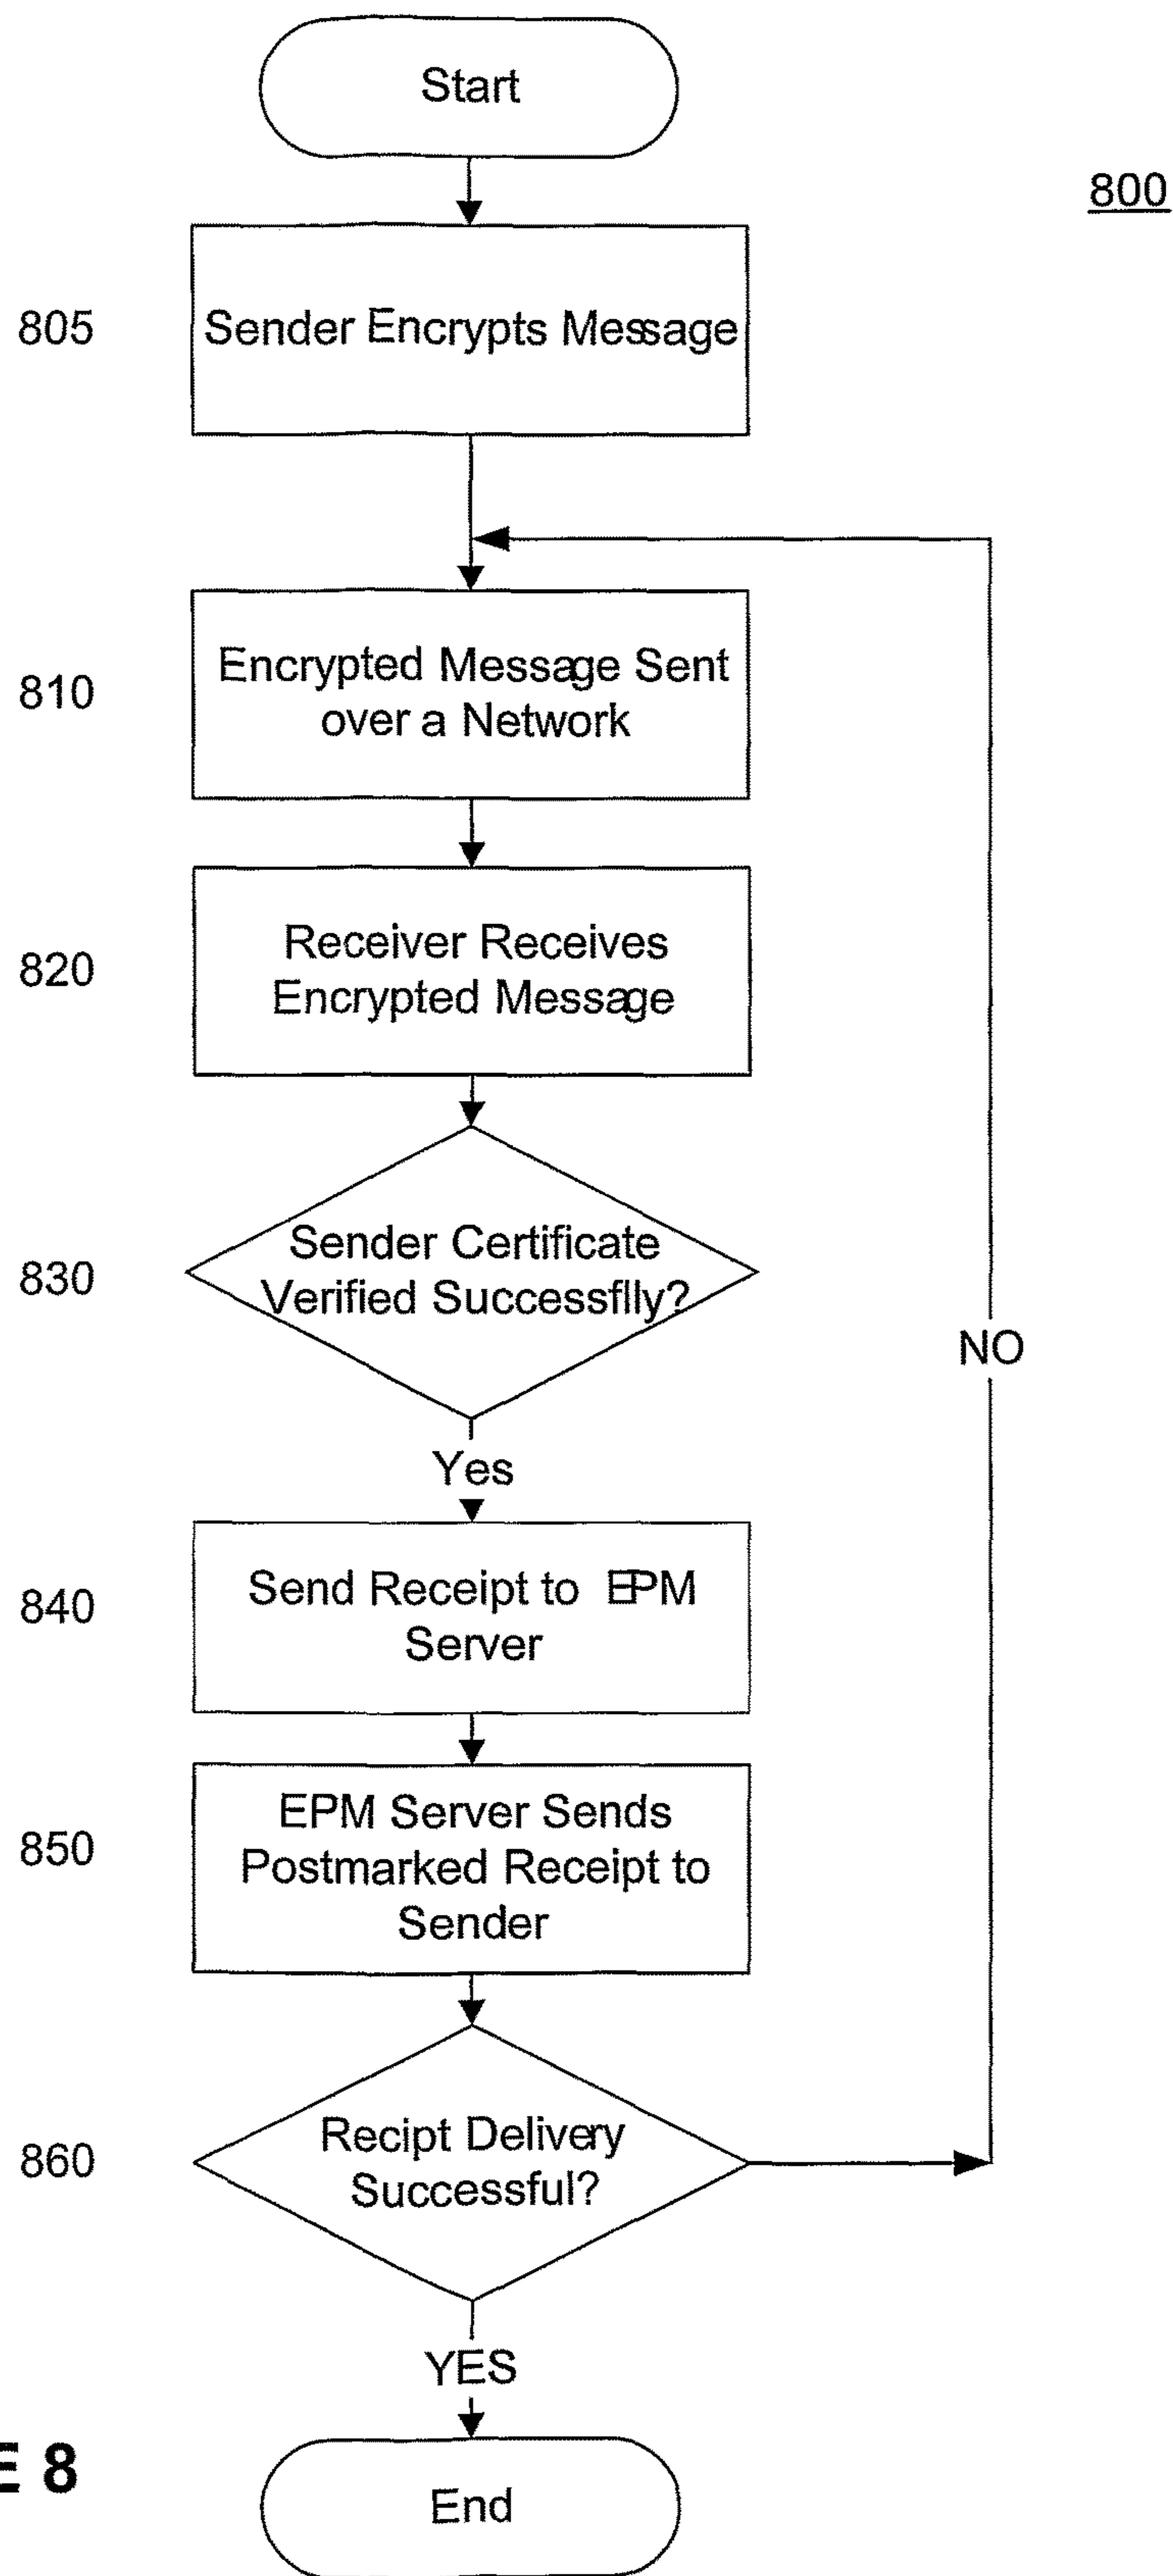 Start
800
805
Sender Encrypts Message
810
Encrypted Message Sent
over a Network
820
Receiver Receives
Encrypted Message
830
Sender Certificate
Verified Successflly?
NO
Yes
840
Send Receipt to EPM
Server
850
EPM Server Sends
Postmarked Receipt to
Sender
860
Recipt Delivery
Successful?
YES
E 8
End